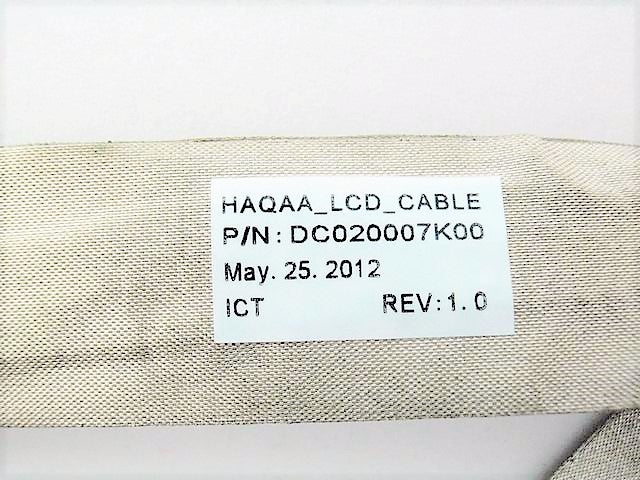 HAQAA_LCD_CABLE
P/N: DC020007K00
May. 25. 2012
ICT REV: 1. 0